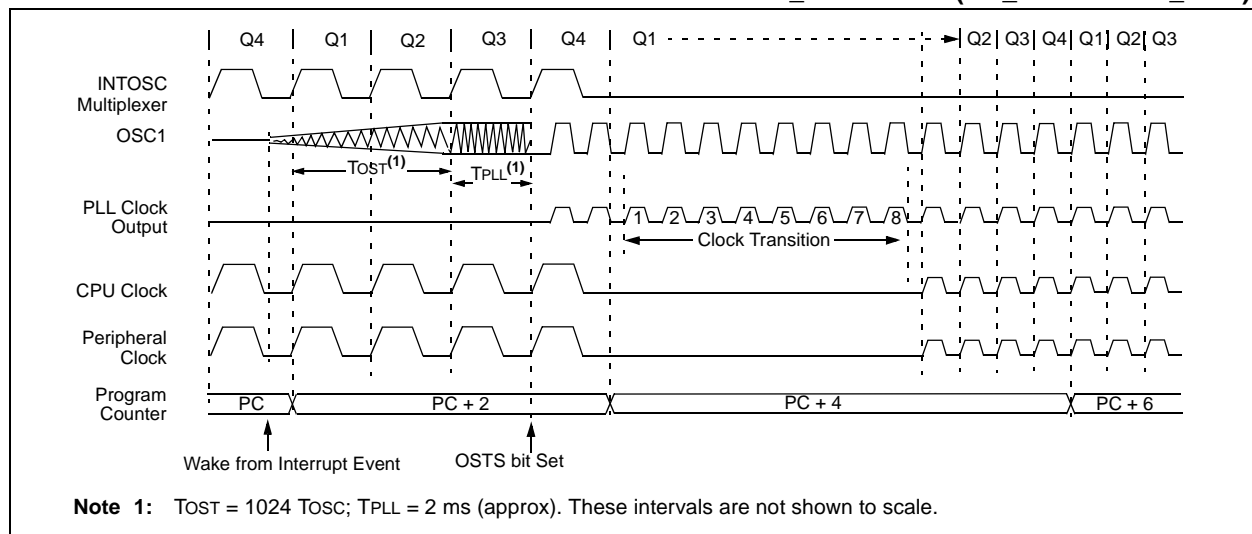 Q4 Q1 Q2 Q3 Q4 Q1 Q2 Q3 Q4 Q1 Q2 Q3
INTOSC
Multiplexer
OSC1
TOST(1)
TPLL(1)
PLL Clock
Output
1 2 3 4 5 6 7 8
Clock Transition
CPU Clock
Peripheral
Clock
Program
Counter
PC PC + 2 PC + 4 PC + 6
Wake from Interrupt Event
OSTS bit Set
Note 1: TOST = 1024 TOSC; TPLL = 2 ms (approx). These intervals are not shown to scale.